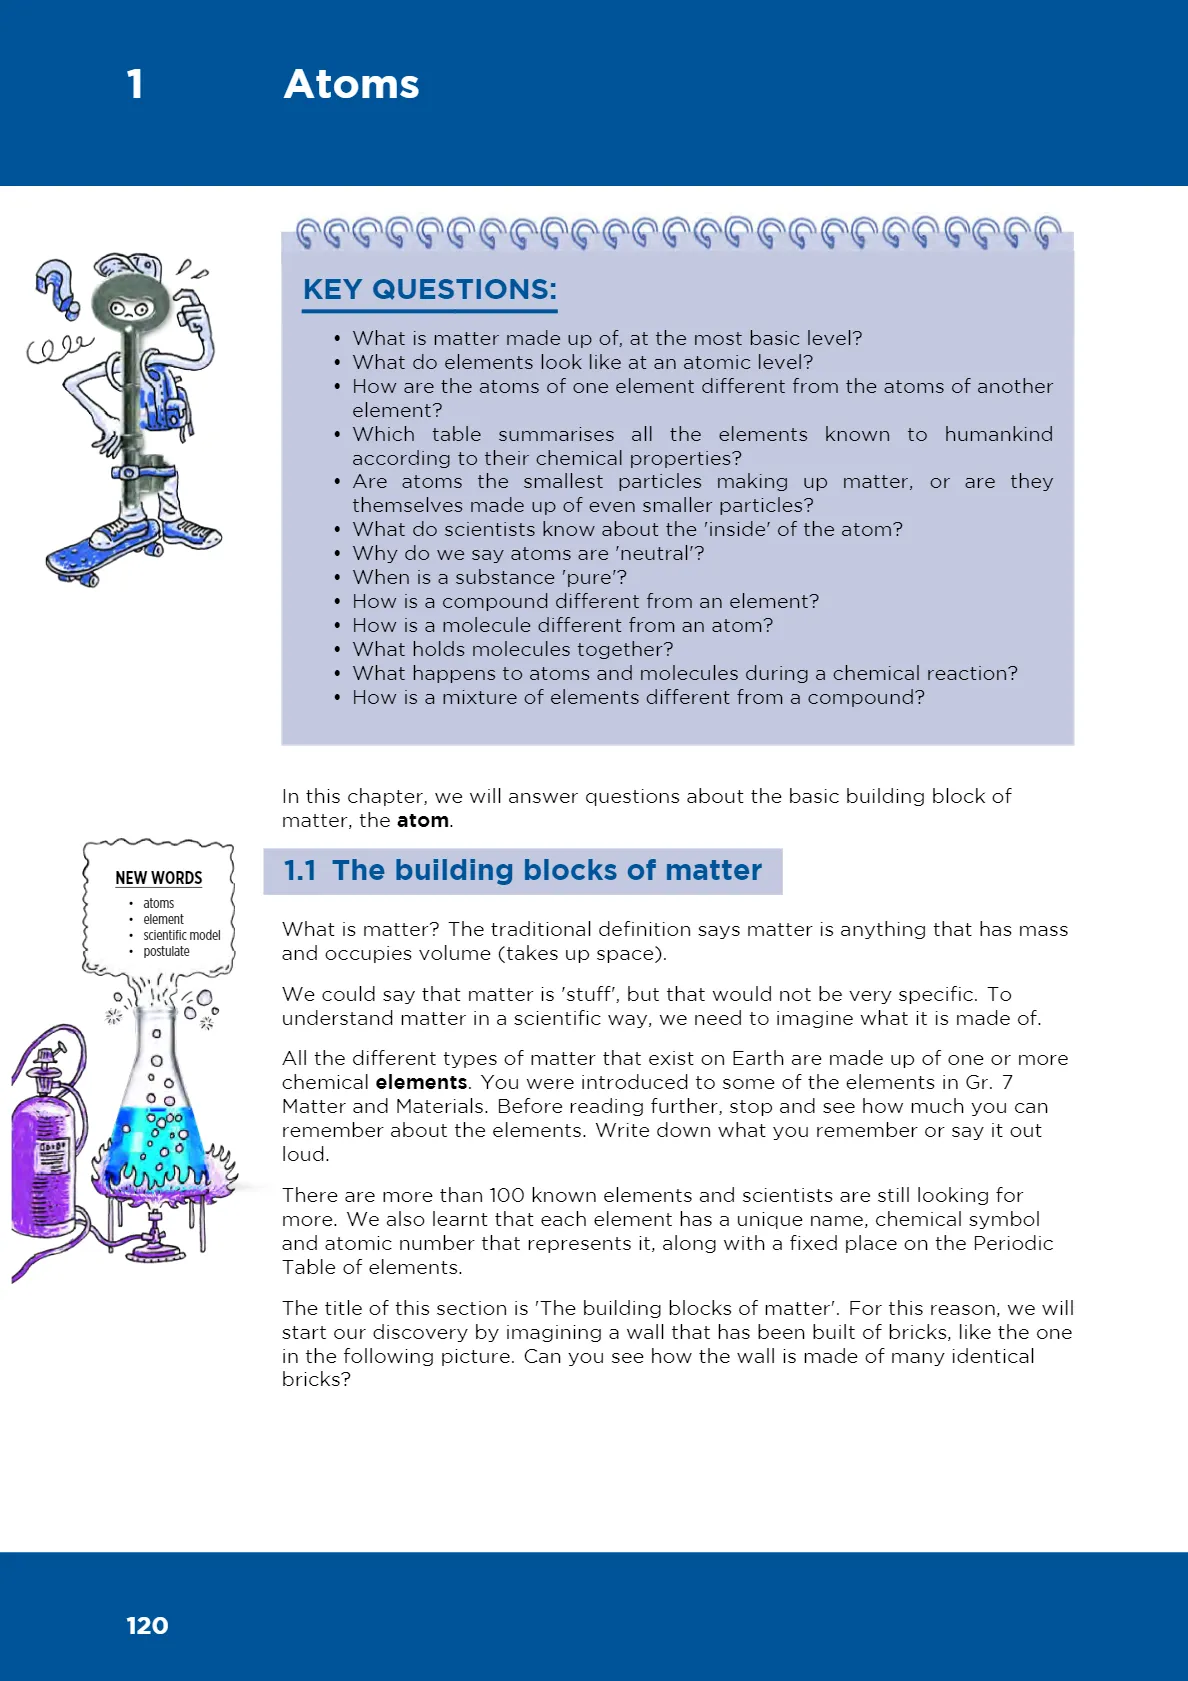 1 Atoms
KEY QUESTIONS:
• What is matter made up of, at the most basic level?
• What do elements look like at an atomic level?
• How are the atoms of one element different from the atoms of another
element?
• Which table summarises all the elements known to humankind
according to their chemical properties?
• Are atoms the smallest particles making up matter, or are they
themselves made up of even smaller particles?
• What do scientists know about the 'inside' of the atom?
• Why do we say atoms are 'neutral'?
• When is a substance 'pure'?
• How is a compound different from an element?
• How is a molecule different from an atom?
• What holds molecules together?
• What happens to atoms and molecules during a chemical reaction?
• How is a mixture of elements different from a compound?
In this chapter, we will answer questions about the basic building block of
matter, the atom.
NEW WORDS
• atoms
• element
• scientific model
• postulate
1.1 The building blocks of matter
What is matter? The traditional definition says matter is anything that has mass
and occupies volume (takes up space).
We could say that matter is 'stuff', but that would not be very specific. To
understand matter in a scientific way, we need to imagine what it is made of.
All the different types of matter that exist on Earth are made up of one or more
chemical elements. You were introduced to some of the elements in Gr. 7
Matter and Materials. Before reading further, stop and see how much you can
remember about the elements. Write down what you remember or say it out
loud.
There are more than 100 known elements and scientists are still looking for
more. We also learnt that each element has a unique name, chemical symbol
and atomic number that represents it, along with a fixed place on the Periodic
Table of elements.
The title of this section is 'The building blocks of matter'. For this reason, we will
start our discovery by imagining a wall that has been built of bricks, like the one
in the following picture. Can you see how the wall is made of many identical
bricks?
120